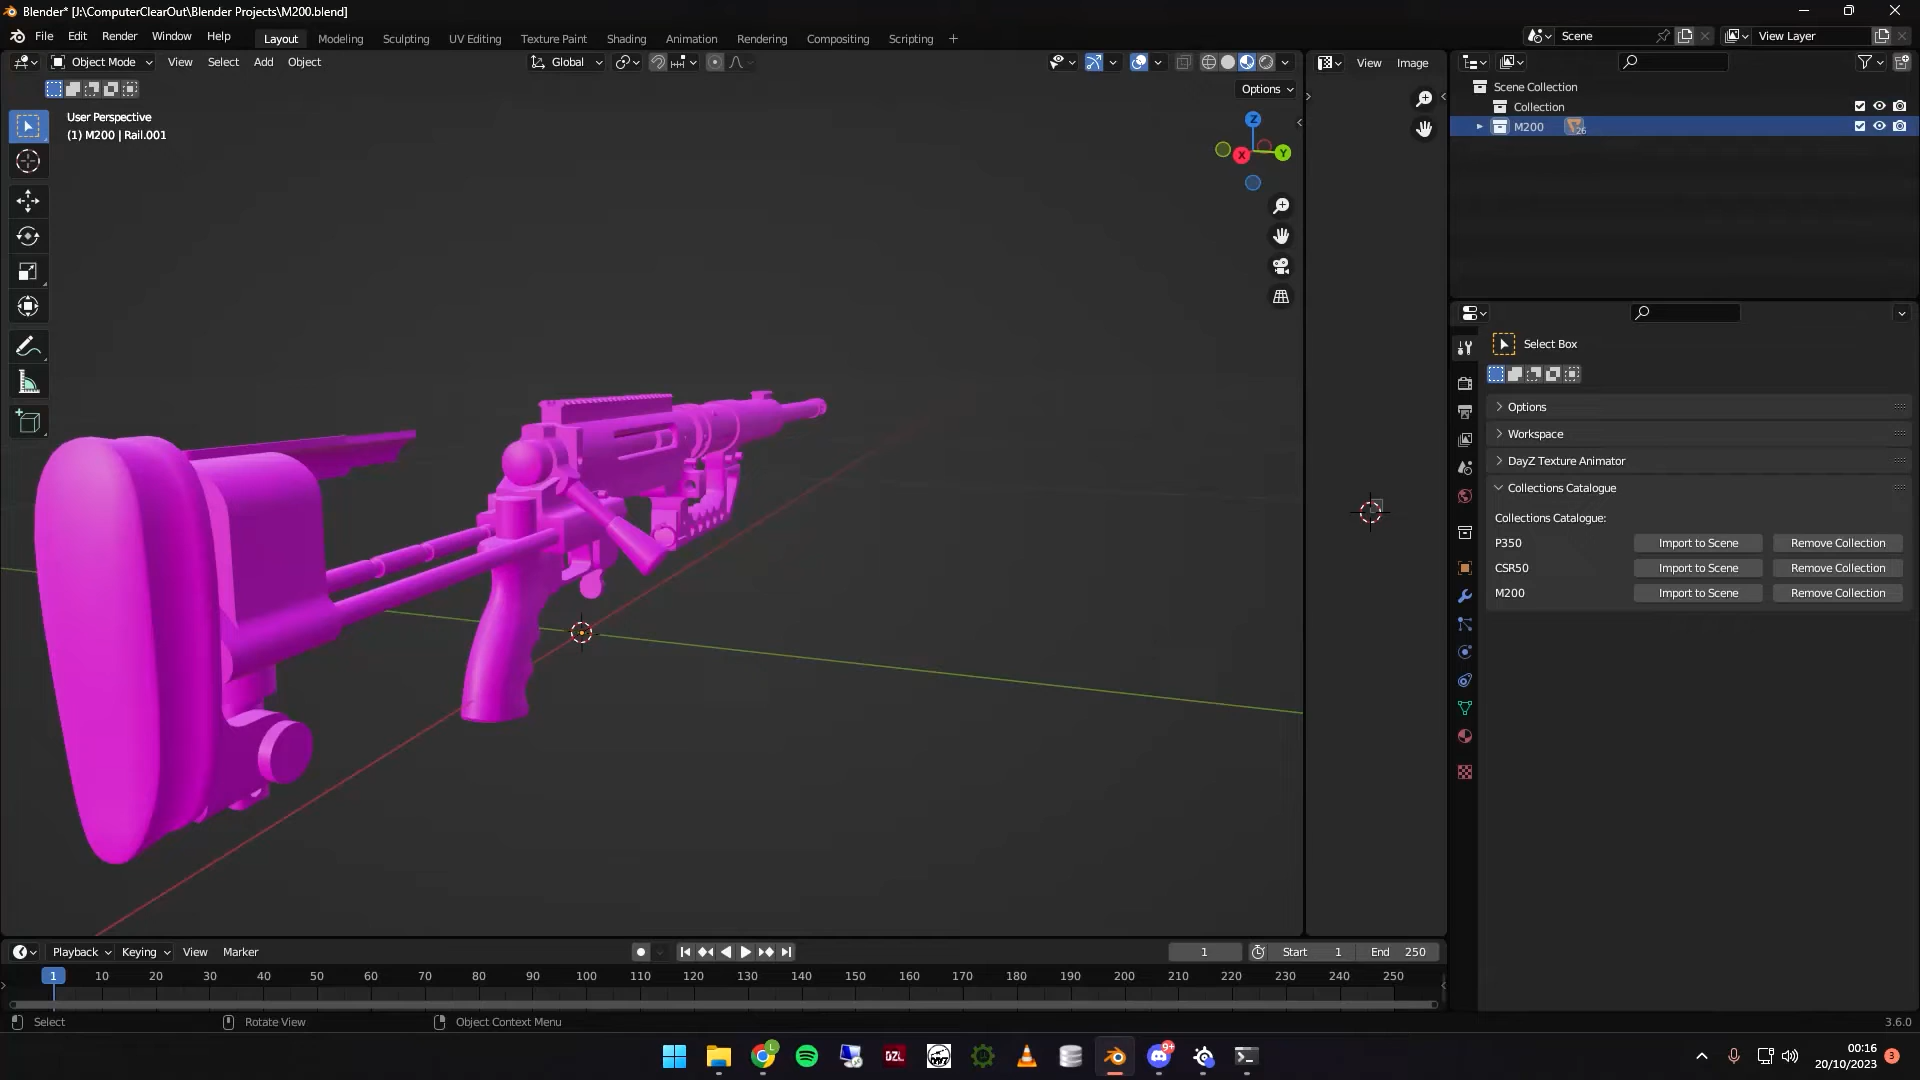 Blender* [J:\ComputerClearOut\Blender Projects\M200.blend]
File Edit Render Window Help Layout Modeling Sculpting UV Editing Texture Paint Shading Animation Rendering Compositing Scripting + Scene View Layer
Object Mode View Select Add Object Global View Image
Options
User Perspective
(1) M200 | Rail.001
Z
X Y
Scene Collection
Collection
M200 26
Select Box
Options
Workspace
DayZ Texture Animator
Collections Catalogue
Collections Catalogue:
P350 Import to Scene Remove Collection
CSR50 Import to Scene Remove Collection
M200 Import to Scene Remove Collection
Playback Keying View Marker 1 Start 1 End 250
1 10 20 30 40 50 60 70 80 90 100 110 120 130 140 150 160 170 180 190 200 210 220 230 240 250
Select Rotate View Object Context Menu 3.6.0
L DZL 9+ 00:16 3
20/10/2023